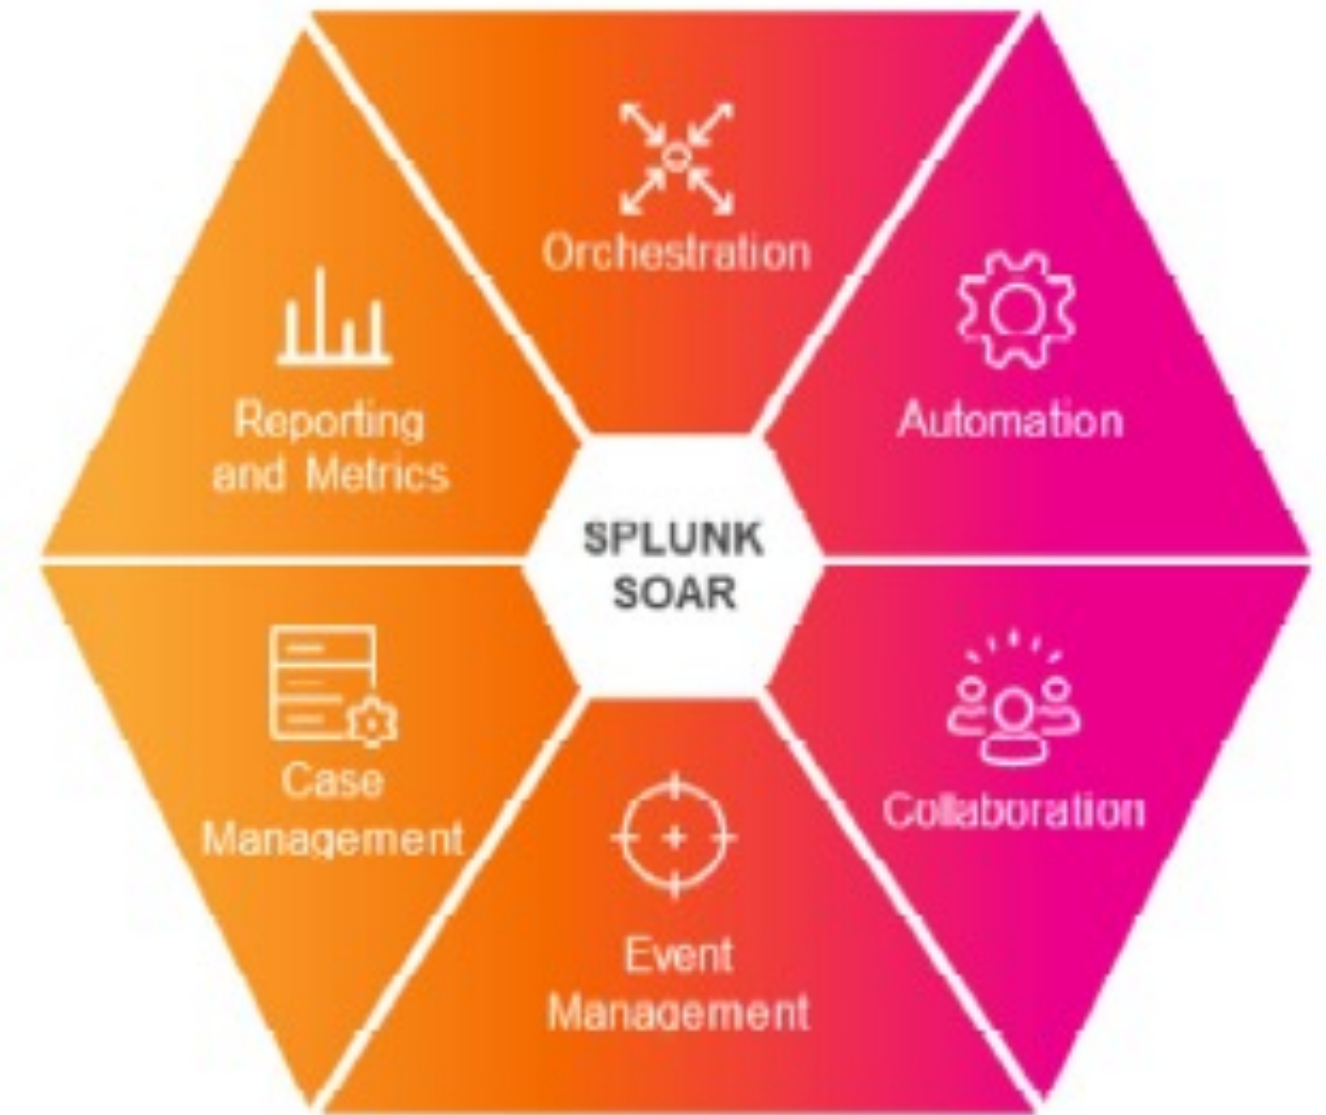 Orchestration
Automation
Collaboration
Event
Management
Case
Management
Reporting
and Metrics
SPLUNK
SOAR